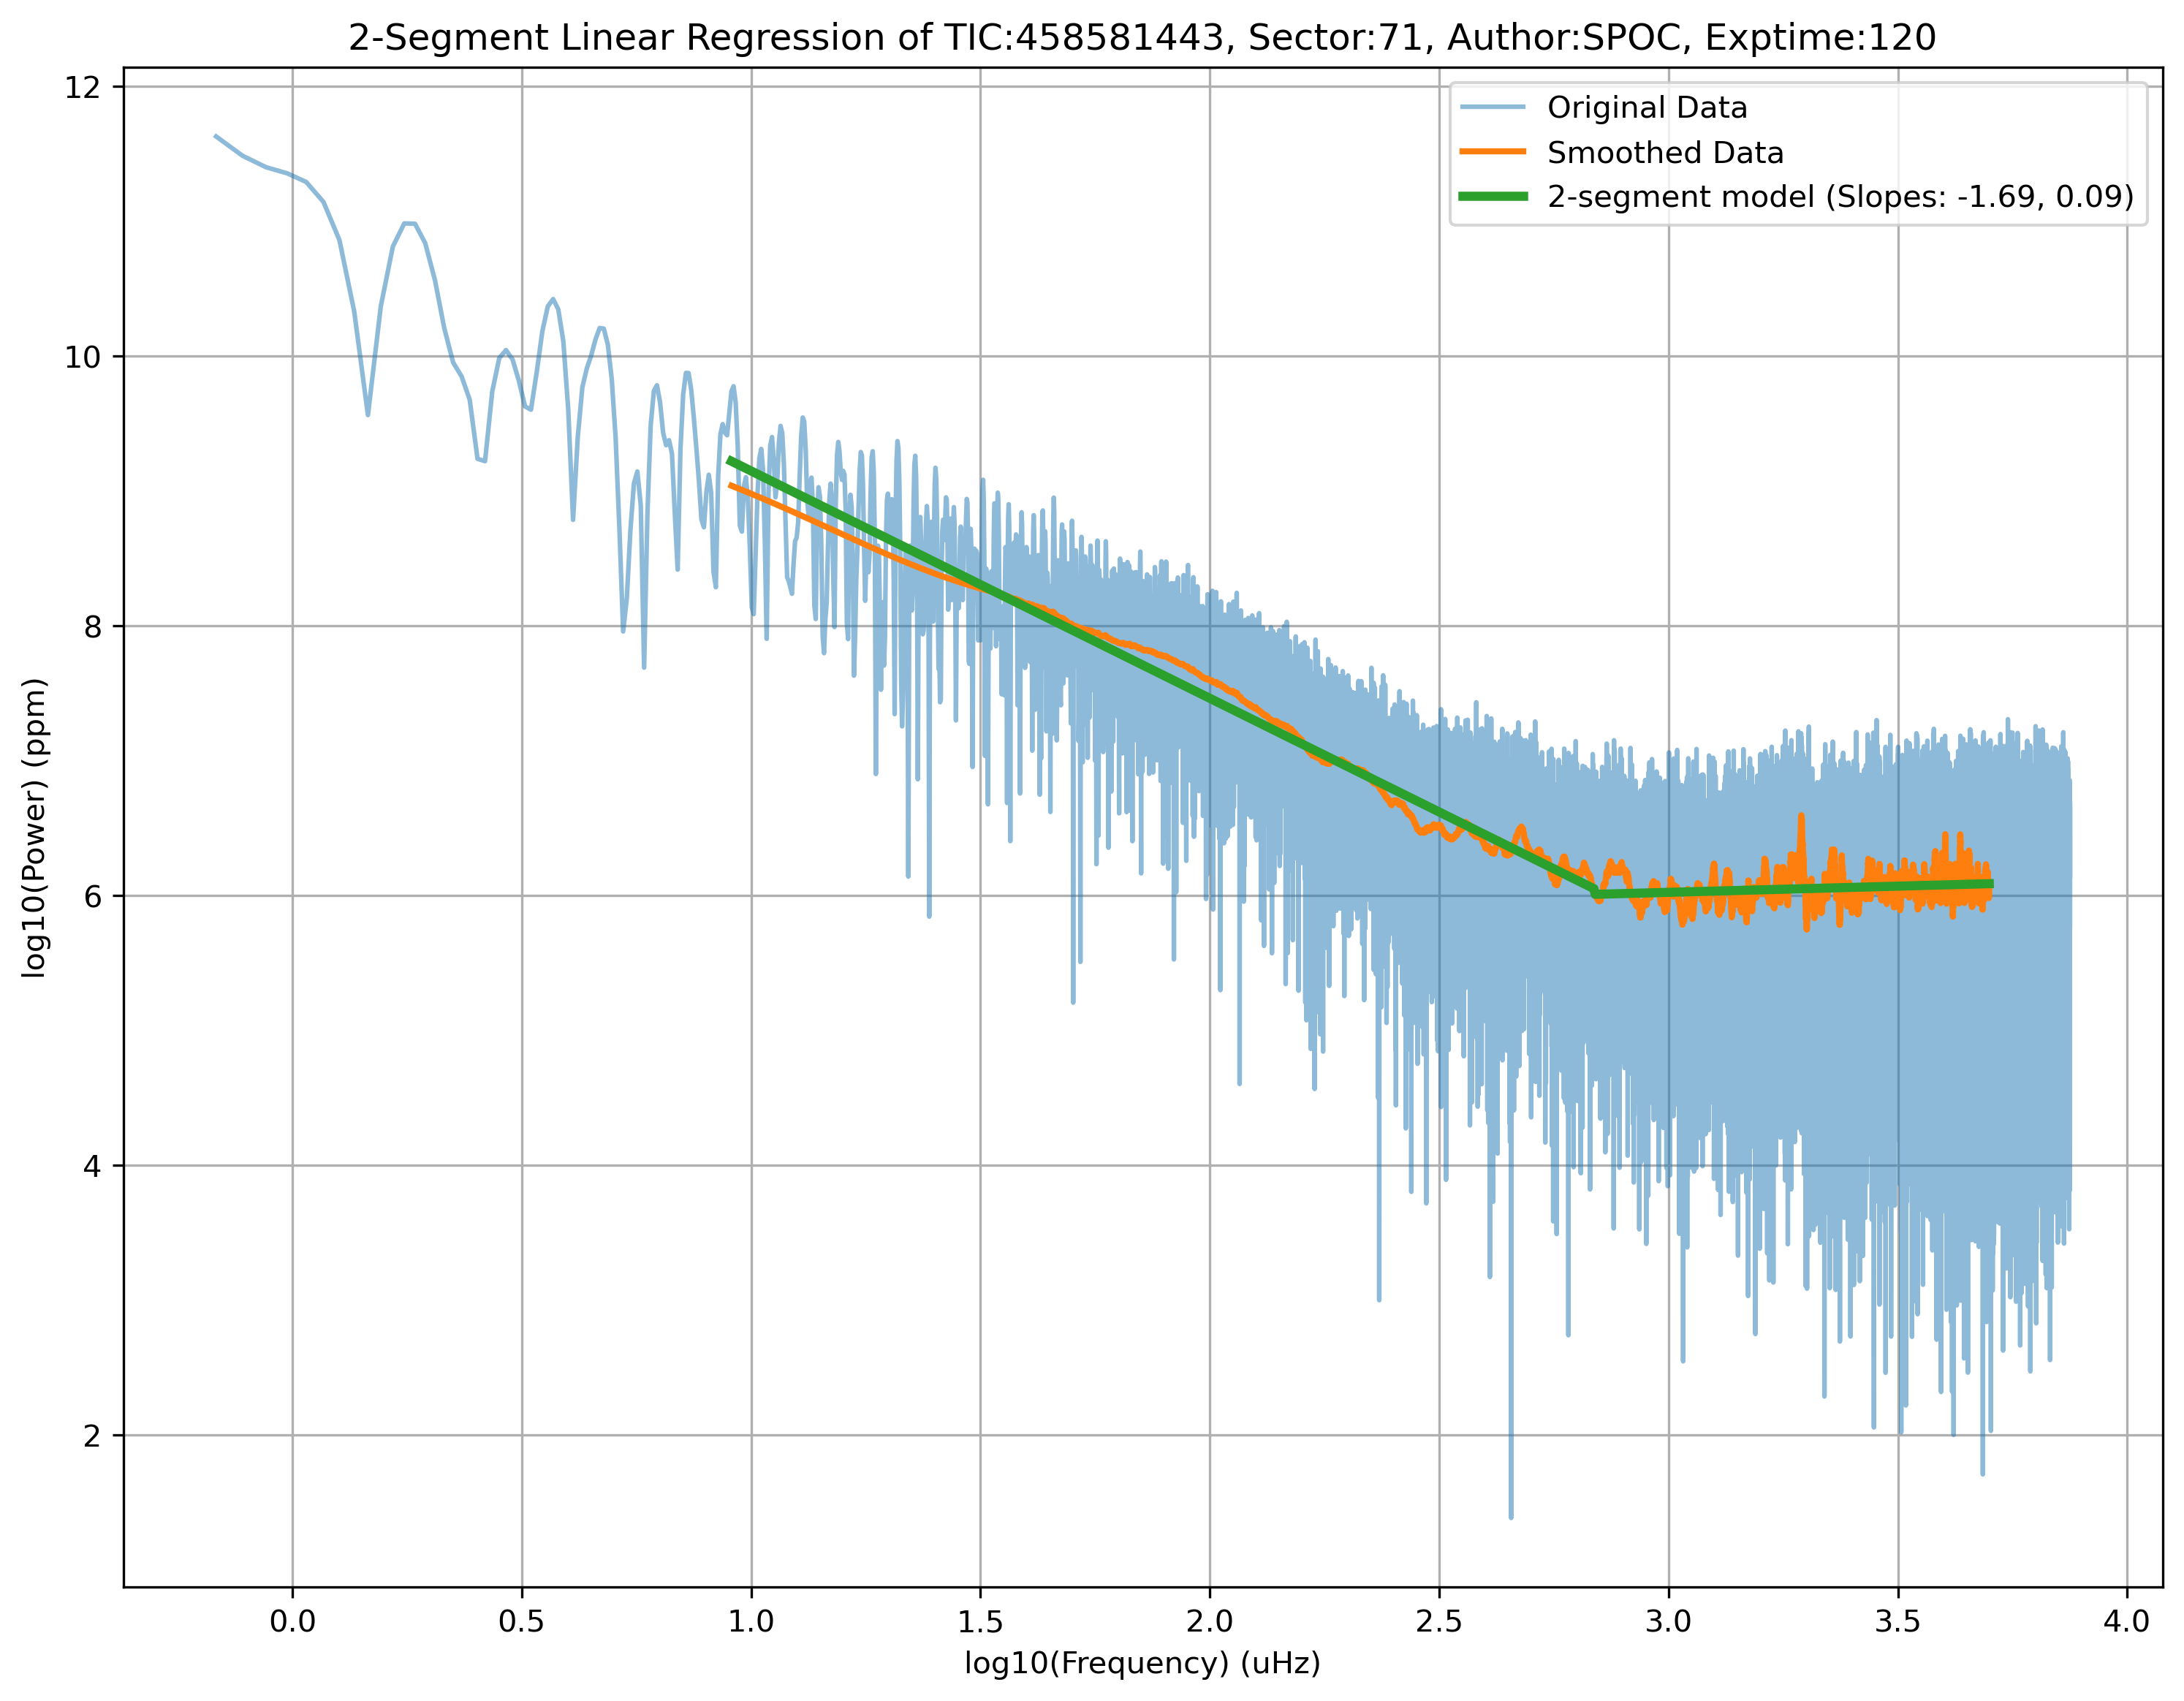 2-Segment Linear Regression of TIC:458581443, Sector:71, Author:SPOC, Exptime:120
Original Data
Smoothed Data
2-segment model (Slopes: -1.69, 0.09)
log10(Power) (ppm)
12
10
8
6
4
2
0.0 0.5 1.0 1.5 2.0 2.5 3.0 3.5 4.0
log10(Frequency) (uHz)